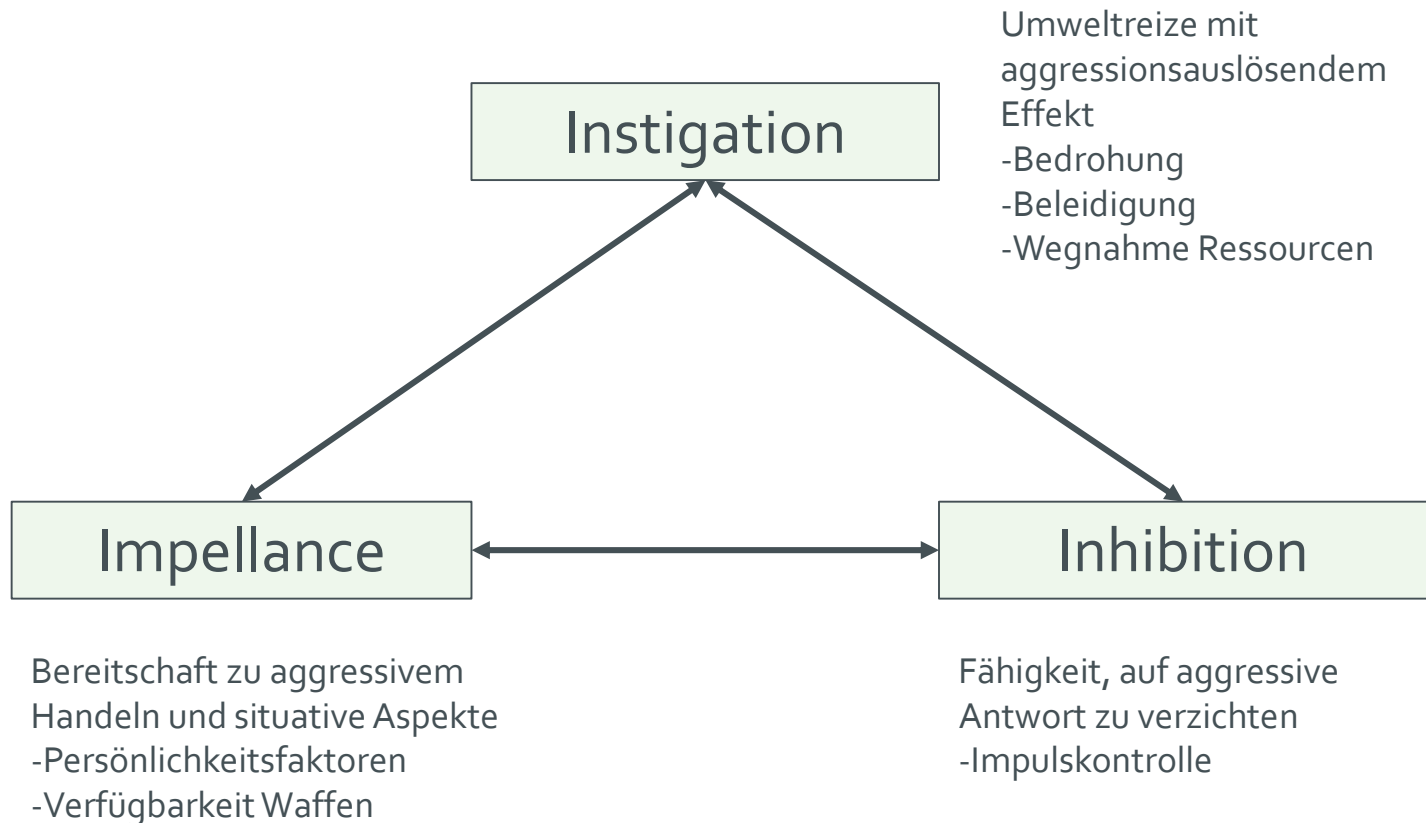 Umweltreize mit
aggressionsauslösendem
Effekt
-Bedrohung
-Beleidigung
-Wegnahme Ressourcen
Instigation
Impellance
Inhibition
Bereitschaft zu aggressivem
Handeln und situative Aspekte
-Persönlichkeitsfaktoren
-Verfügbarkeit Waffen
Fähigkeit, auf aggressive
Antwort zu verzichten
-Impulskontrolle